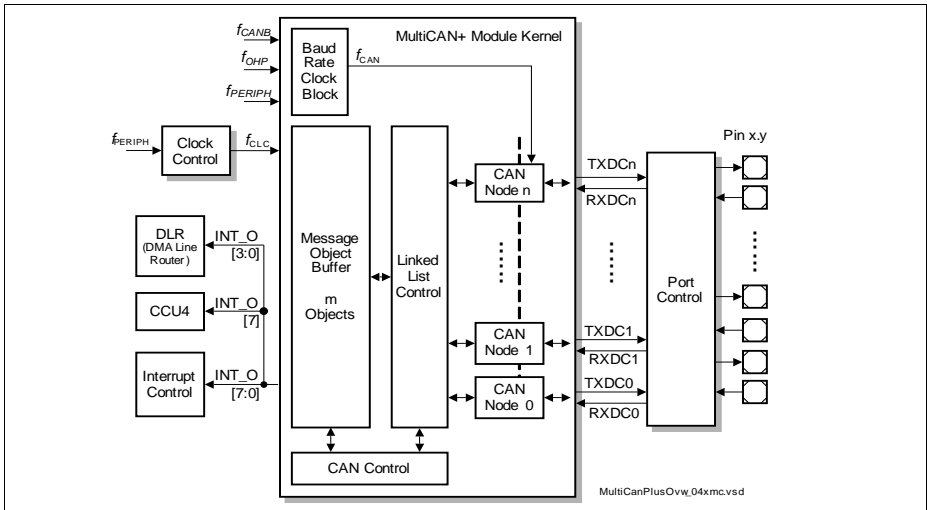 MultiCAN+ Module Kernel
fCANB
fOHP
fPERIPH
Baud
Rate
Clock
Block
fCAN
fPERIPH
Clock
Control
fCLC
Pin x.y
DLR
(DMA Line
Router)
INT_O
[3:0]
CCU4
INT_O
[7]
Interrupt
Control
INT_O
[7:0]
Message
Object
Buffer
m
Objects
Linked
List
Control
CAN
Node n
TXDCn
RXDCn
CAN
Node 1
TXDC1
RXDC1
CAN
Node 0
TXDC0
RXDC0
Port
Control
CAN Control
MultiCanPlusOvw_04xmc.vsd